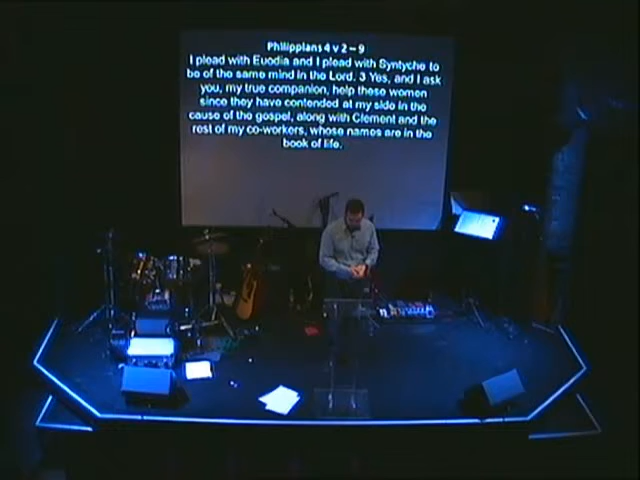 Philippians 4 v 2 – 9
I plead with Euodia and I plead with Syntyche to
be of the same mind in the Lord. 3 Yes, and I ask
you, my true companion, help these women
since they have contended at my side in the
cause of the gospel, along with Clement and the
rest of my co-workers, whose names are in the
book of life.